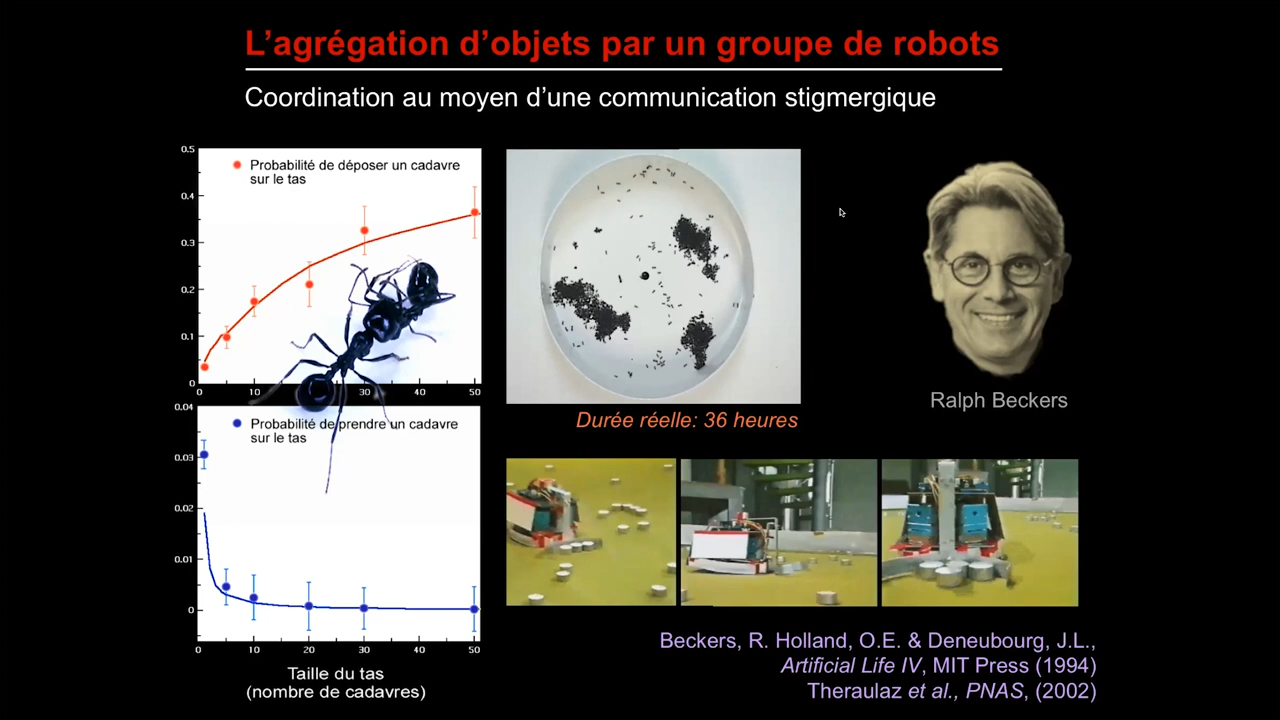 L’agrégation d’objets par un groupe de robots
Coordination au moyen d’une communication stigmergique
0.5
0.4
0.3
0.2
0.1
0
Probabilité de déposer un cadavre
sur le tas
0 10 30 40 50
0.04
0.03
0.02
0.01
0
Probabilité de prendre un cadavre
sur le tas
0 10 20 30 40 50
Taille du tas
(nombre de cadavres)
Durée réelle: 36 heures
Ralph Beckers
Beckers, R. Holland, O.E. & Deneubourg, J.L.,
Artificial Life IV, MIT Press (1994)
Theraulaz et al., PNAS, (2002)